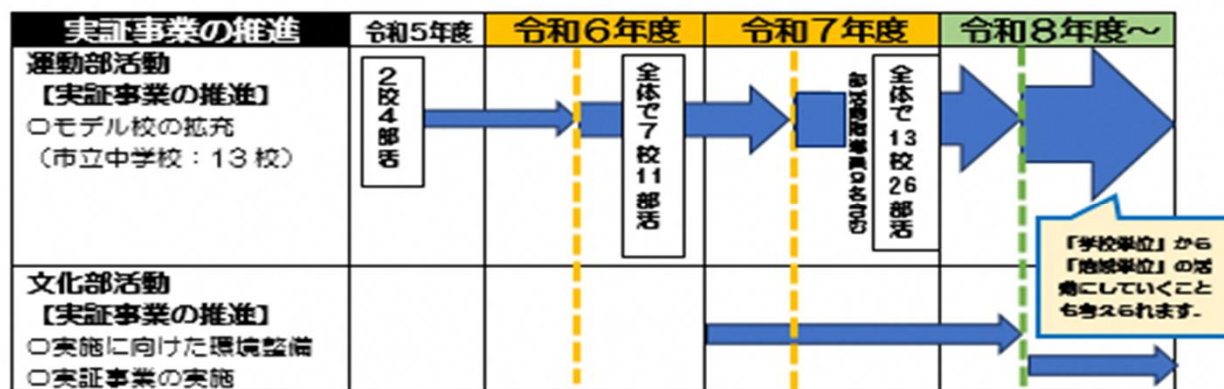 実証事業の推進
令和5年度
令和6年度
令和7年度
令和8年度～
運動部活動
【実証事業の推進】
○モデル校の拡充
（市立中学校：13校）
2校4部活
全体で7校11部活
全体で13校26部活
「学校単位」から
「地域単位」の活
動にしていくこと
も考えられます。
文化部活動
【実証事業の推進】
○実施に向けた環境整備
○実証事業の実施